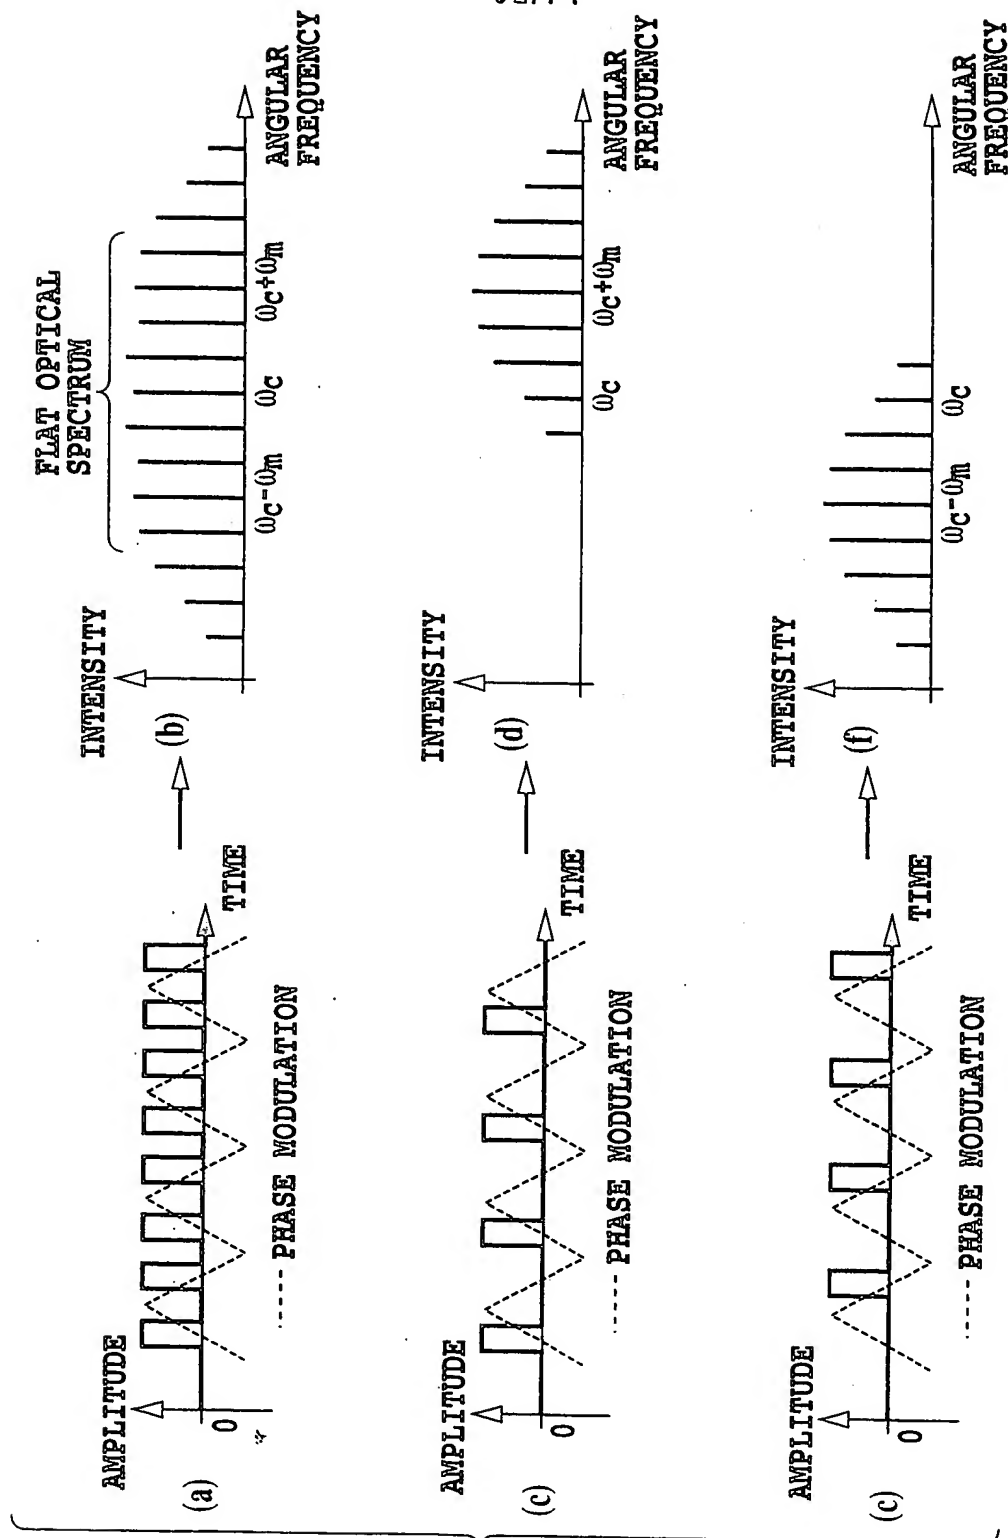 (a)
AMPLITUDE
0
TIME
----- PHASE MODULATION
(b)
INTENSITY
FLAT OPTICAL
SPECTRUM
ωc-ωm
ωc
ωc+ωm
ANGULAR
FREQUENCY
(c)
AMPLITUDE
0
TIME
----- PHASE MODULATION
(d)
INTENSITY
ωc
ωc+ωm
ANGULAR
FREQUENCY
(c)
AMPLITUDE
0
TIME
----- PHASE MODULATION
(f)
INTENSITY
ωc-ωm
ωc
ANGULAR
FREQUENCY